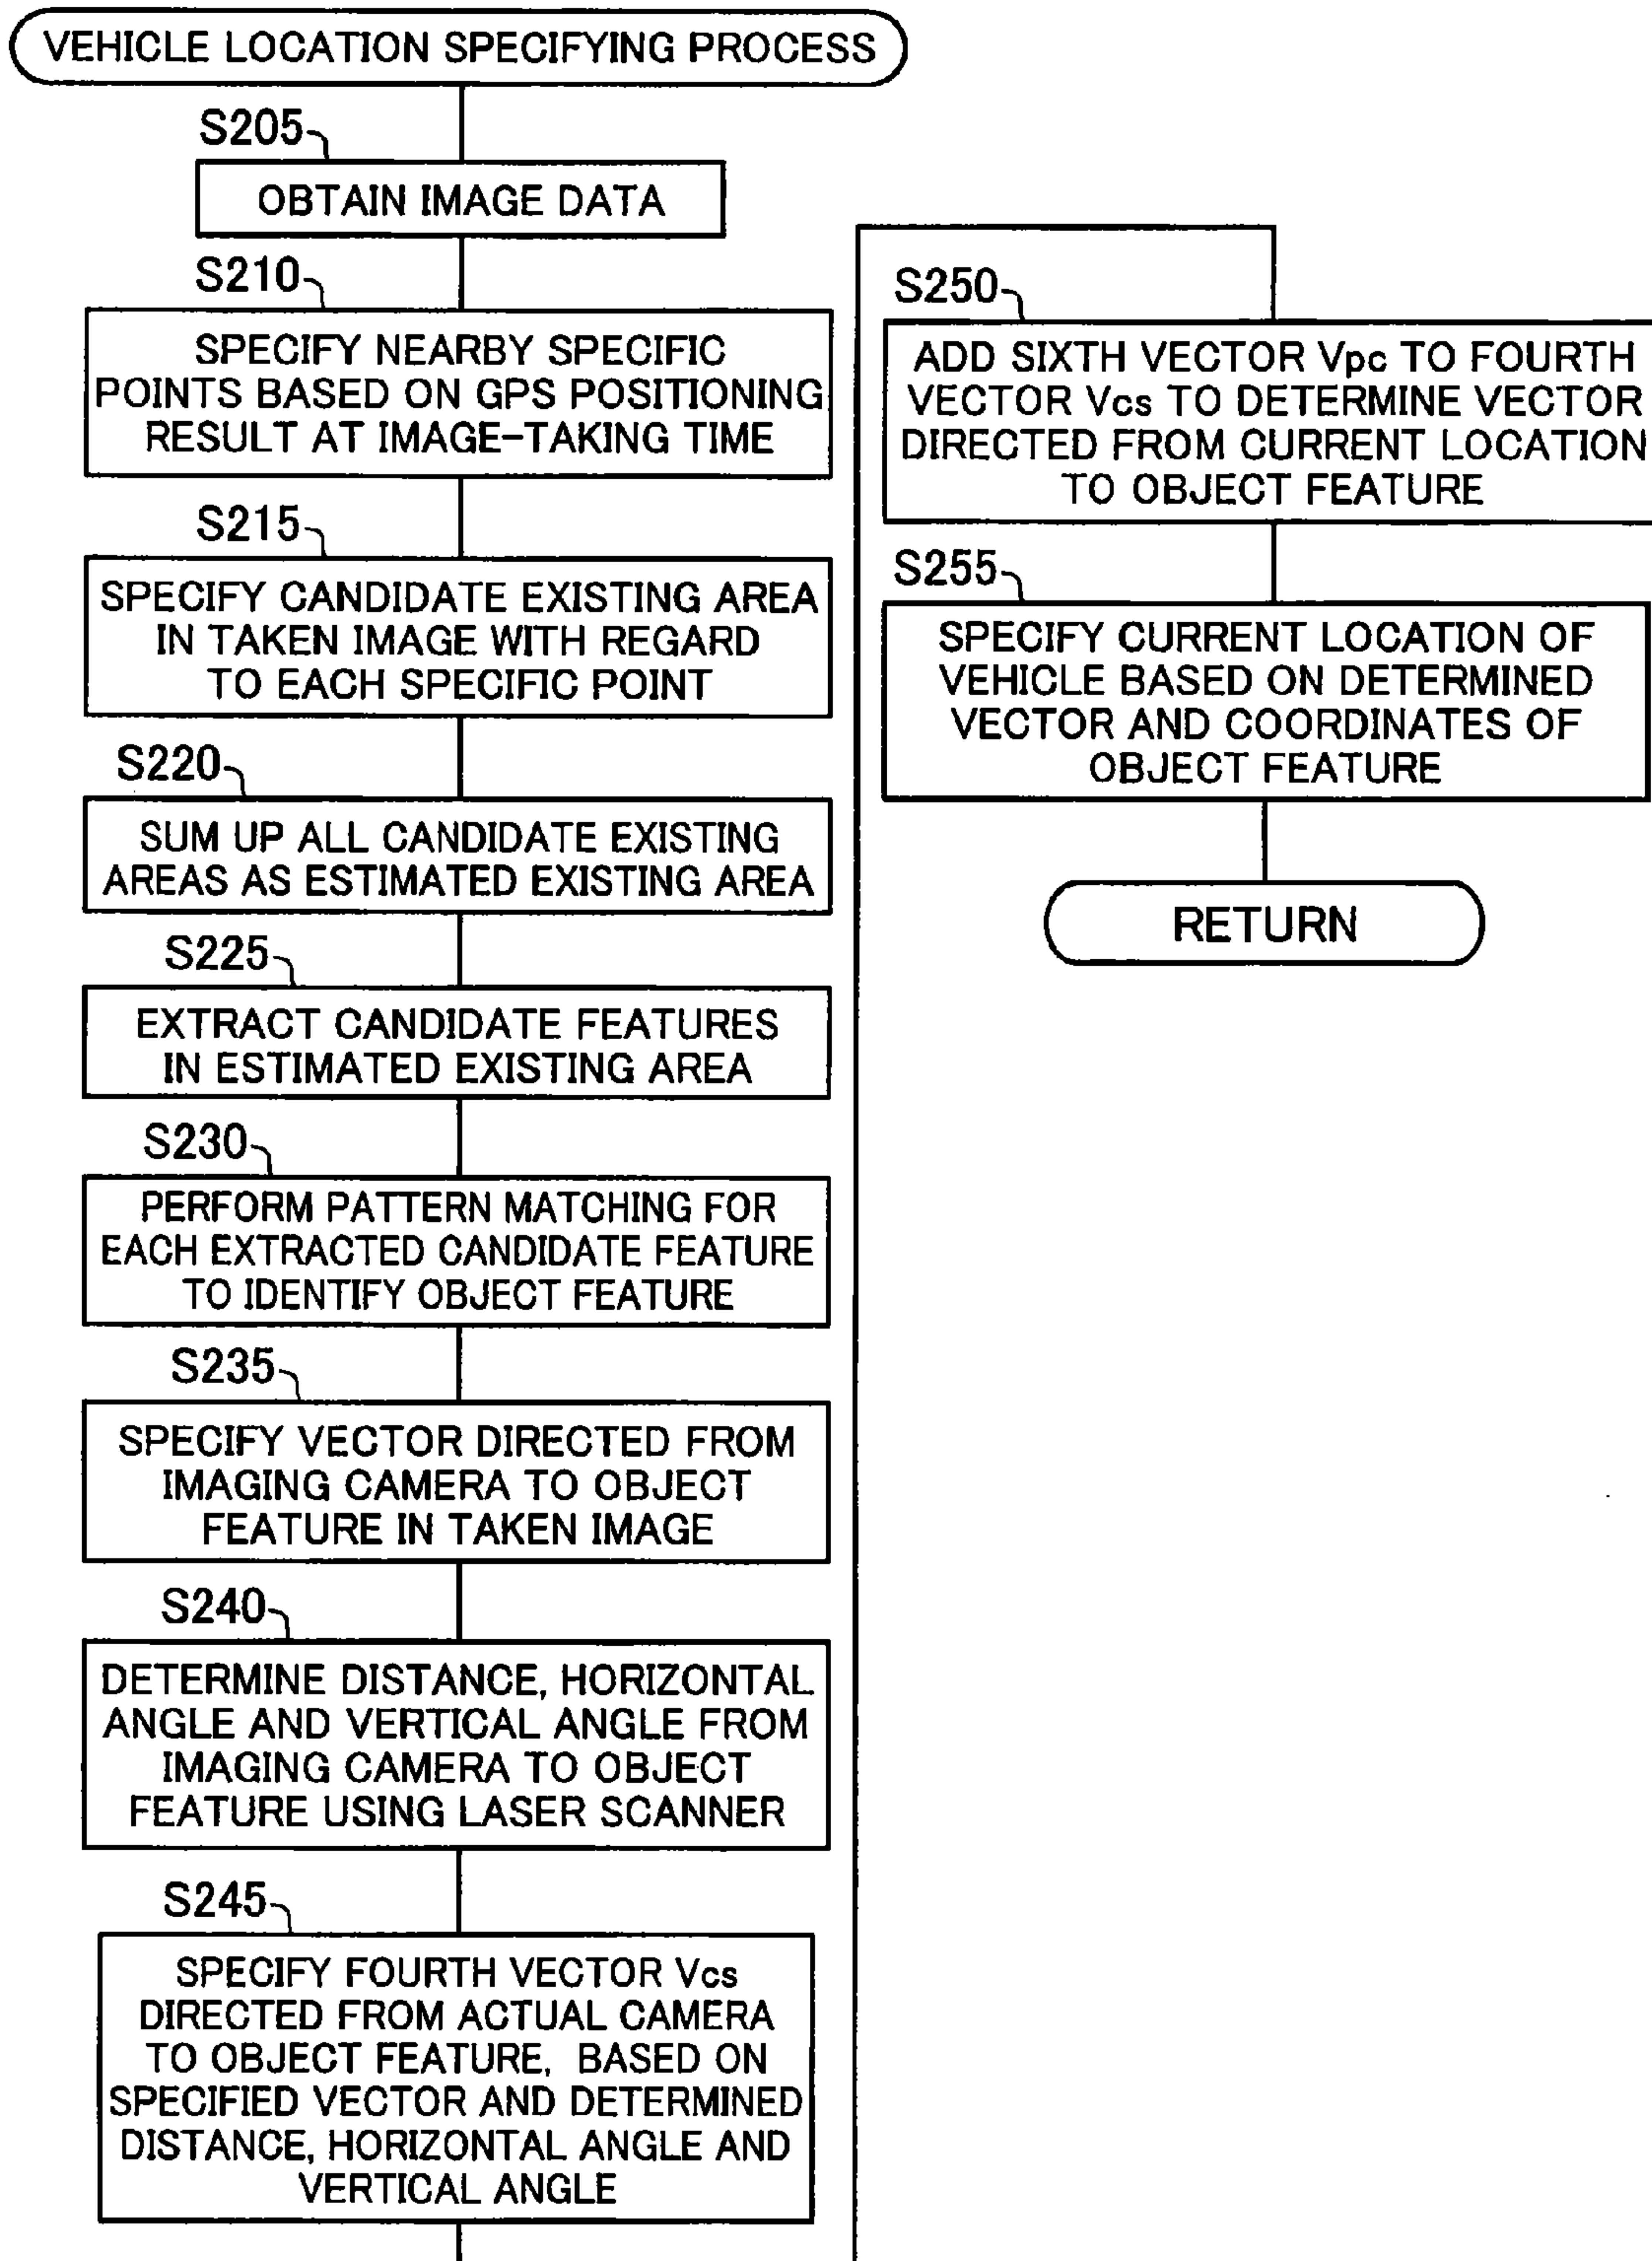 VEHICLE LOCATION SPECIFYING PROCESS
S205
OBTAIN IMAGE DATA
S210
SPECIFY NEARBY SPECIFIC
POINTS BASED ON GPS POSITIONING
RESULT AT IMAGE-TAKING TIME
S215
SPECIFY CANDIDATE EXISTING AREA
IN TAKEN IMAGE WITH REGARD
TO EACH SPECIFIC POINT
S220
SUM UP ALL CANDIDATE EXISTING
AREAS AS ESTIMATED EXISTING AREA
S225
EXTRACT CANDIDATE FEATURES
IN ESTIMATED EXISTING AREA
S230
PERFORM PATTERN MATCHING FOR
EACH EXTRACTED CANDIDATE FEATURE
TO IDENTIFY OBJECT FEATURE
S235
SPECIFY VECTOR DIRECTED FROM
IMAGING CAMERA TO OBJECT
FEATURE IN TAKEN IMAGE
S240
DETERMINE DISTANCE, HORIZONTAL
ANGLE AND VERTICAL ANGLE FROM
IMAGING CAMERA TO OBJECT
FEATURE USING LASER SCANNER
S245
SPECIFY FOURTH VECTOR Vcs
DIRECTED FROM ACTUAL CAMERA
TO OBJECT FEATURE, BASED ON
SPECIFIED VECTOR AND DETERMINED
DISTANCE, HORIZONTAL ANGLE AND
VERTICAL ANGLE
S250
ADD SIXTH VECTOR Vpc TO FOURTH
VECTOR Vcs TO DETERMINE VECTOR
DIRECTED FROM CURRENT LOCATION
TO OBJECT FEATURE
S255
SPECIFY CURRENT LOCATION OF
VEHICLE BASED ON DETERMINED
VECTOR AND COORDINATES OF
OBJECT FEATURE
RETURN